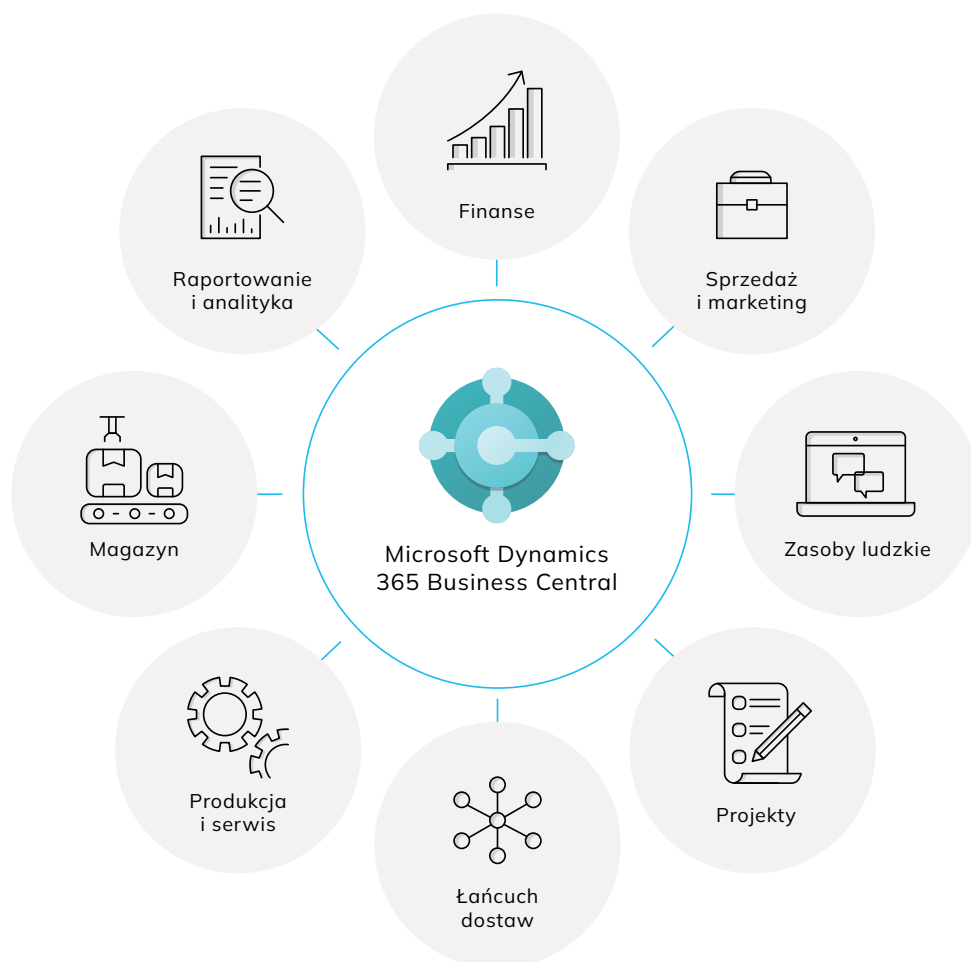 Finanse
Raportowanie
i analityka
Sprzedaż
i marketing
Magazyn
Microsoft Dynamics
365 Business Central
Zasoby ludzkie
Produkcja
i serwis
Projekty
Łańcuch
dostaw